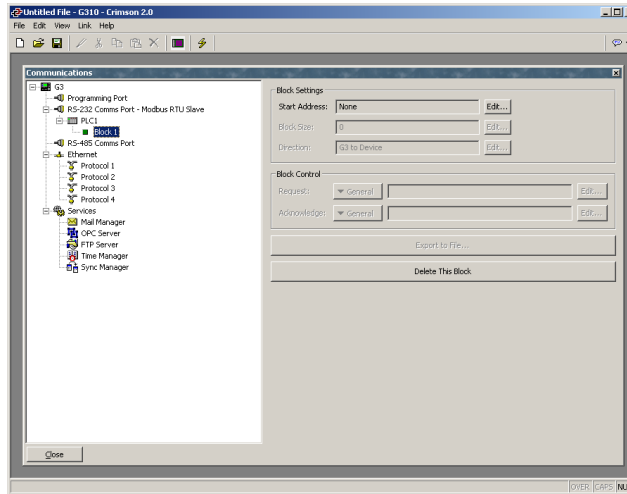 Untitled File - G310 - Crimson 2.0
File Edit View Link Help
Communications
G3
Programming Port
RS-232 Comms Port - Modbus RTU Slave
PLC1
Block 1
RS-485 Comms Port
Ethernet
Protocol 1
Protocol 2
Protocol 3
Protocol 4
Services
Mail Manager
OPC Server
FTP Server
Time Manager
Sync Manager
Block Settings
Start Address: None Edit...
Block Size: 0 Edit...
Direction: G3 to Device Edit...
Block Control
Request: General Edit...
Acknowledge: General Edit...
Export to File...
Delete This Block
Close
OVER CAPS NU